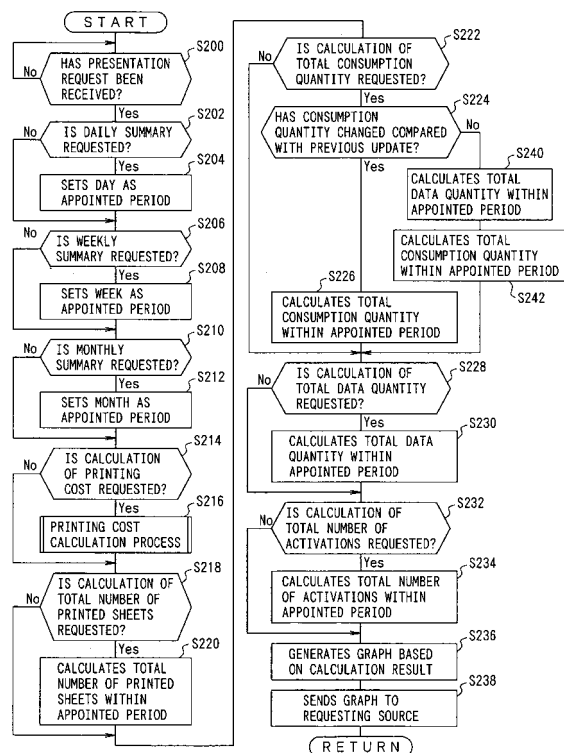 START
S200
No
HAS PRESENTATION
REQUEST BEEN
RECEIVED?
Yes
S202
IS DAILY SUMMARY
REQUESTED?
No
Yes
S204
SETS DAY AS
APPOINTED PERIOD
S206
No
IS WEEKLY
SUMMARY REQUESTED?
Yes
S208
SETS WEEK AS
APPOINTED PERIOD
S210
No
IS MONTHLY
SUMMARY REQUESTED?
Yes
S212
SETS MONTH AS
APPOINTED PERIOD
S214
No
IS CALCULATION
OF PRINTING
COST REQUESTED?
Yes
S216
PRINTING COST
CALCULATION PROCESS
S218
IS CALCULATION OF
TOTAL NUMBER OF
PRINTED SHEETS
REQUESTED?
No
Yes
S220
CALCULATES TOTAL
NUMBER OF PRINTED
SHEETS WITHIN
APPOINTED PERIOD
S222
IS CALCULATION OF
TOTAL CONSUMPTION
QUANTITY REQUESTED?
No
Yes
S224
HAS CONSUMPTION
QUANTITY CHANGED COMPARED
WITH PREVIOUS UPDATE?
No
Yes
S240
CALCULATES TOTAL
DATA QUANTITY WITHIN
APPOINTED PERIOD
CALCULATES TOTAL
CONSUMPTION QUANTITY
WITHIN APPOINTED PERIOD
S242
S226
CALCULATES TOTAL
CONSUMPTION QUANTITY
WITHIN APPOINTED PERIOD
S228
No
IS CALCULATION OF
TOTAL DATA QUANTITY
REQUESTED?
Yes
S230
CALCULATES TOTAL DATA
QUANTITY WITHIN
APPOINTED PERIOD
S232
No
IS CALCULATION OF
TOTAL NUMBER OF
ACTIVATIONS REQUESTED?
Yes
S234
CALCULATES TOTAL NUMBER
OF ACTIVATIONS WITHIN
APPOINTED PERIOD
S236
GENERATES GRAPH BASED
ON CALCULATION RESULT
S238
SENDS GRAPH TO
REQUESTING SOURCE
RETURN